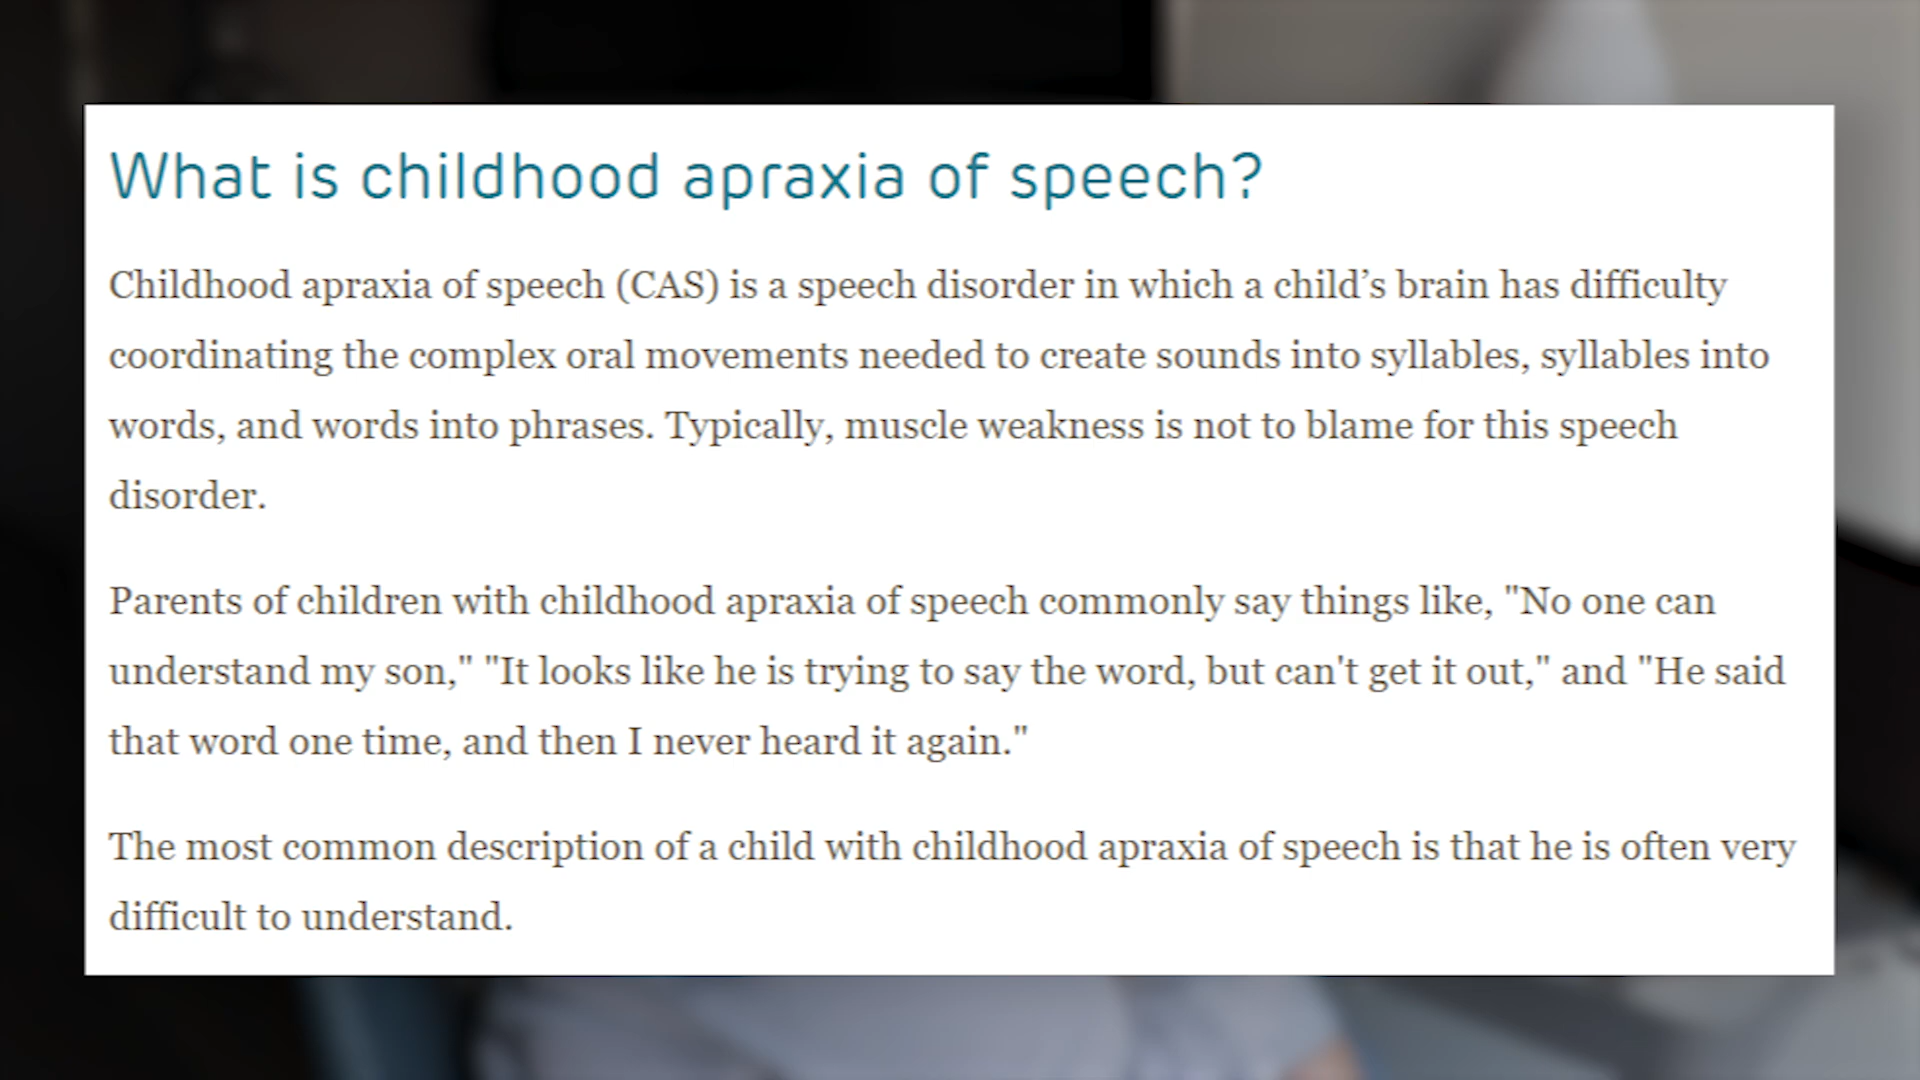 What is childhood apraxia of speech?
Childhood apraxia of speech (CAS) is a speech disorder in which a child’s brain has difficulty
coordinating the complex oral movements needed to create sounds into syllables, syllables into
words, and words into phrases. Typically, muscle weakness is not to blame for this speech
disorder.
Parents of children with childhood apraxia of speech commonly say things like, "No one can
understand my son," "It looks like he is trying to say the word, but can't get it out," and "He said
that word one time, and then I never heard it again."
The most common description of a child with childhood apraxia of speech is that he is often very
difficult to understand.